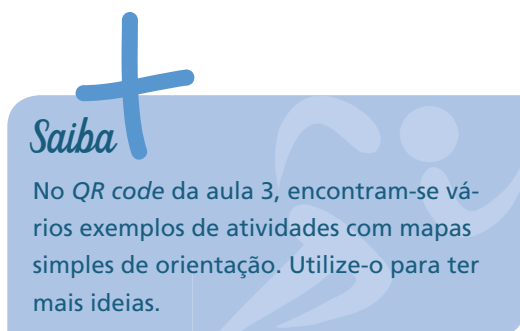 Saiba
No QR code da aula 3, encontram-se vá-
rios exemplos de atividades com mapas
simples de orientação. Utilize-o para ter
mais ideias.